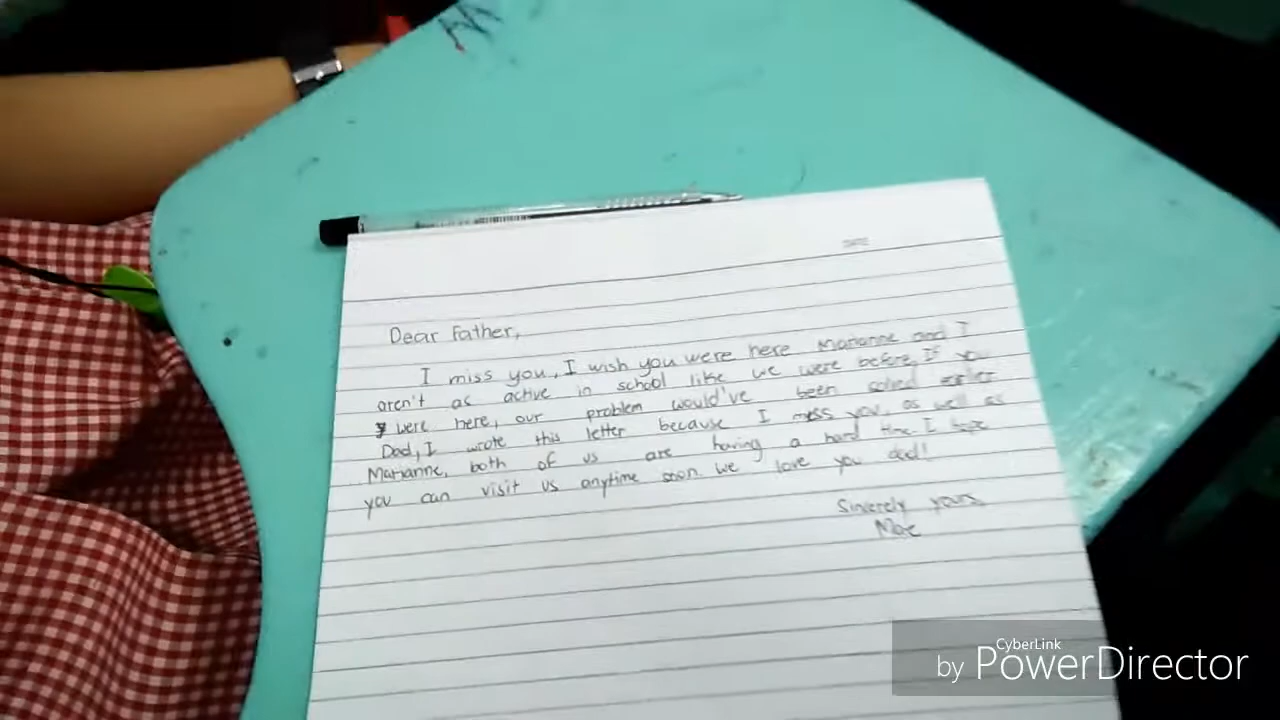 DATE
Dear Father,
I miss you, I wish you were here Marianne and I
aren't as active in school like we were before, If you
were here, our problem would've been solved earlier
Dad, I wrote this letter because I miss you, as well as
Marianne, both of us are having a hard time. I hope
you can visit us anytime soon. we love you dad!
Sincerely yours,
Mae
CyberLink
by PowerDirector